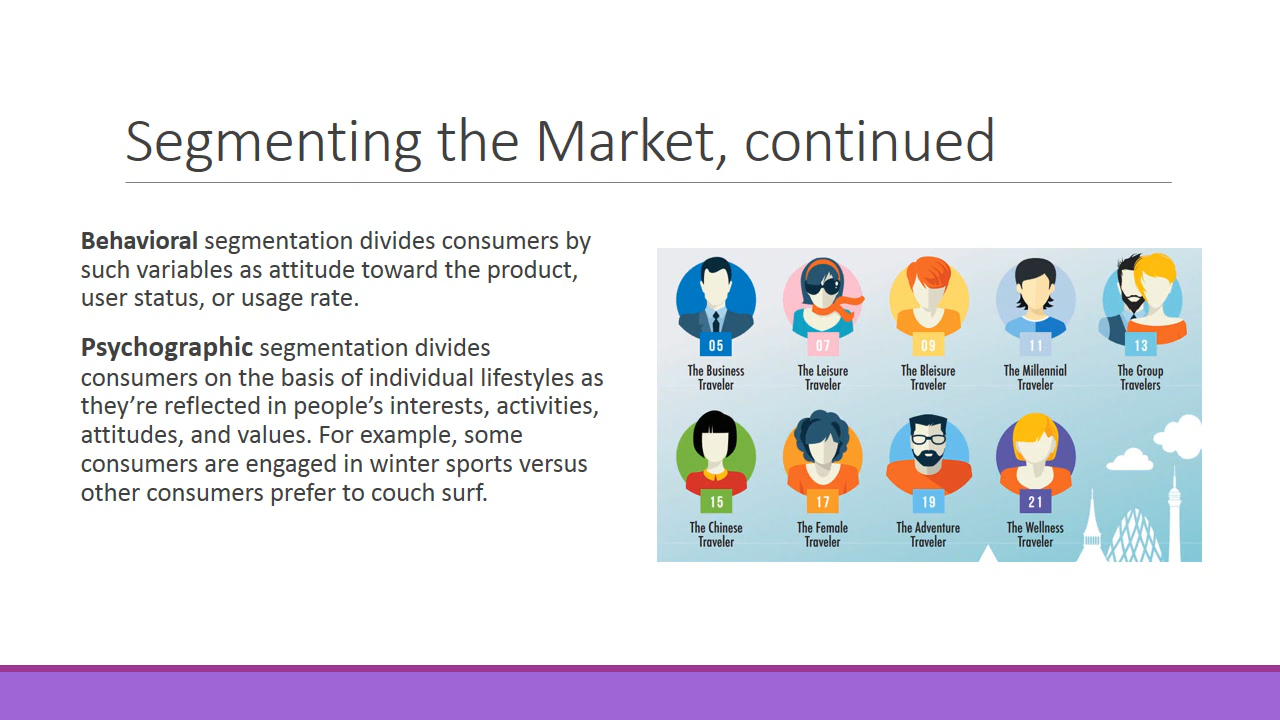 Segmenting the Market, continued
Behavioral segmentation divides consumers by
such variables as attitude toward the product,
user status, or usage rate.
Psychographic segmentation divides
consumers on the basis of individual lifestyles as
they’re reflected in people’s interests, activities,
attitudes, and values. For example, some
consumers are engaged in winter sports versus
other consumers prefer to couch surf.
05
The Business
Traveler
07
The Leisure
Traveler
09
The Bleisure
Traveler
11
The Millennial
Traveler
13
The Group
Travelers
15
The Chinese
Traveler
17
The Female
Traveler
19
The Adventure
Traveler
21
The Wellness
Traveler